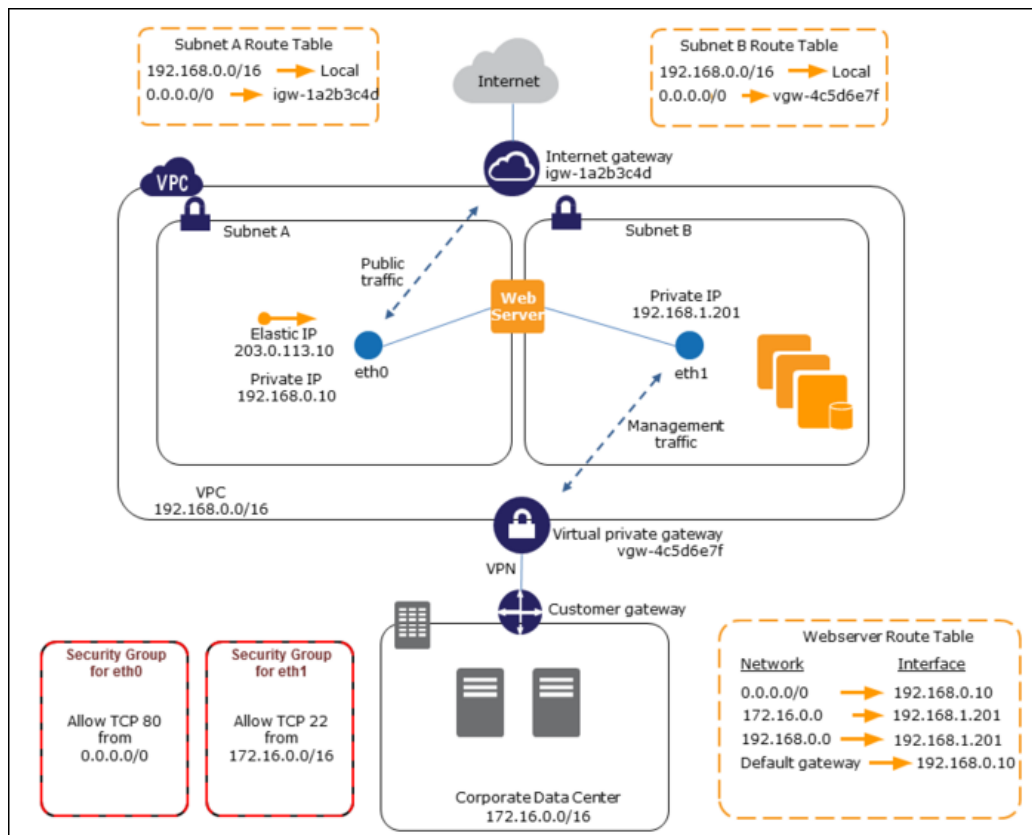 Subnet A Route Table
192.168.0.0/16 Local
0.0.0.0/0 igw-1a2b3c4d
Internet
Subnet B Route Table
192.168.0.0/16 Local
0.0.0.0/0 vgw-4c5d6e7f
Internet gateway
igw-1a2b3c4d
VPC
Subnet A
Subnet B
Public
traffic
Web
Server
Elastic IP
203.0.113.10
Private IP
192.168.0.10
eth0
Private IP
192.168.1.201
eth1
Management
traffic
VPC
192.168.0.0/16
Virtual private gateway
vgw-4c5d6e7f
VPN
Customer gateway
Security Group
for eth0
Allow TCP 80
from
0.0.0.0/0
Security Group
for eth1
Allow TCP 22
from
172.16.0.0/16
Corporate Data Center
172.16.0.0/16
Webserver Route Table
Network Interface
0.0.0.0/0 192.168.0.10
172.16.0.0 192.168.1.201
192.168.0.0 192.168.1.201
Default gateway 192.168.0.10